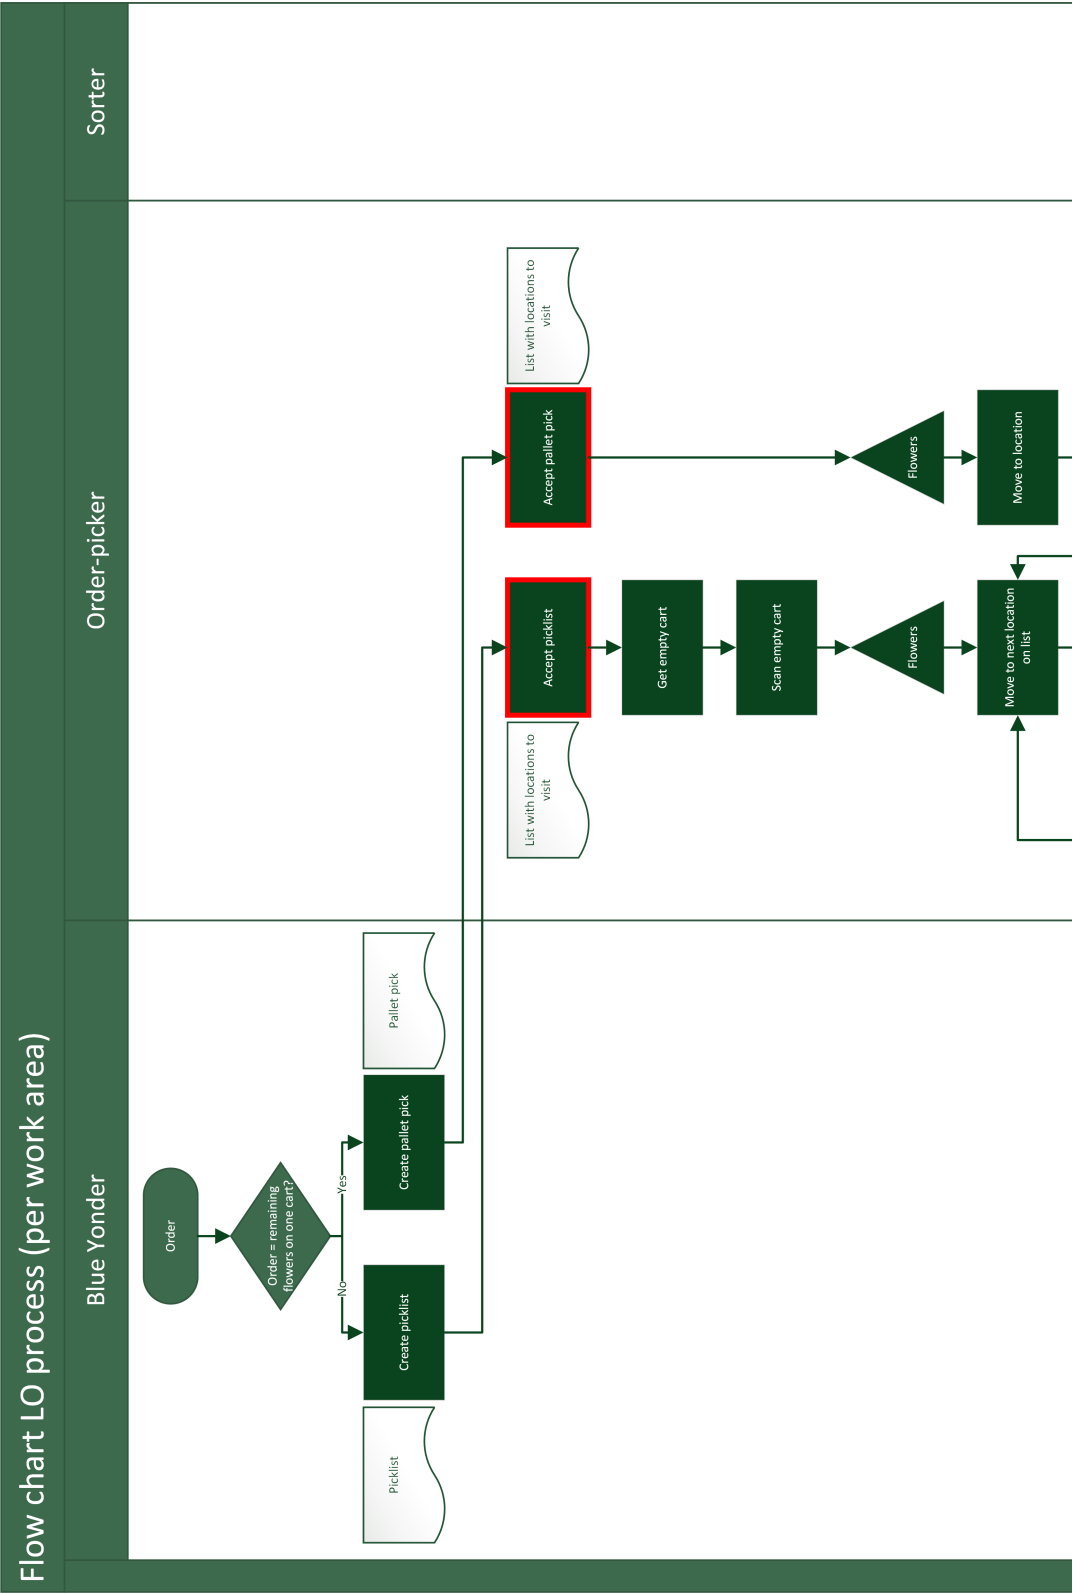 Flow chart LO process (per work area)
Blue Yonder
Order-picker
Sorter
Order
Order = remaining
flowers on one cart?
No
Yes
Picklist
Create picklist
Create pallet pick
Pallet pick
List with locations to
visit
Accept picklist
Accept pallet pick
List with locations to
visit
Get empty cart
Scan empty cart
Flowers
Flowers
Move to next location
on list
Move to location